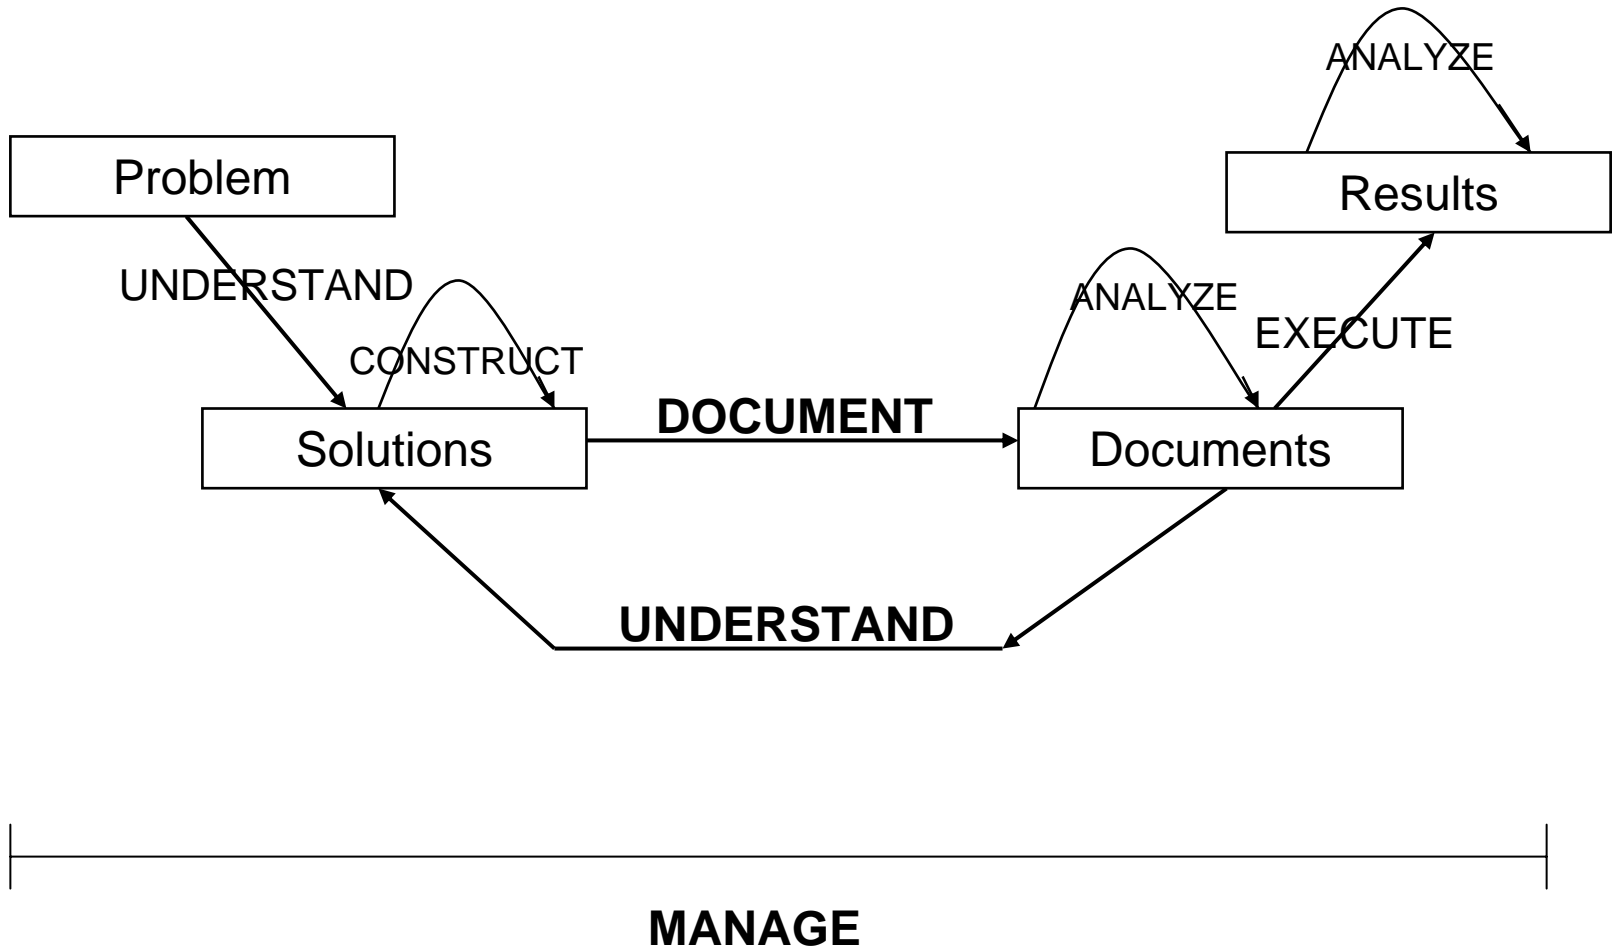 ANALYZE
Problem
Results
UNDERSTAND
ANALYZE
EXECUTE
CONSTRUCT
DOCUMENT
Solutions
Documents
UNDERSTAND
MANAGE